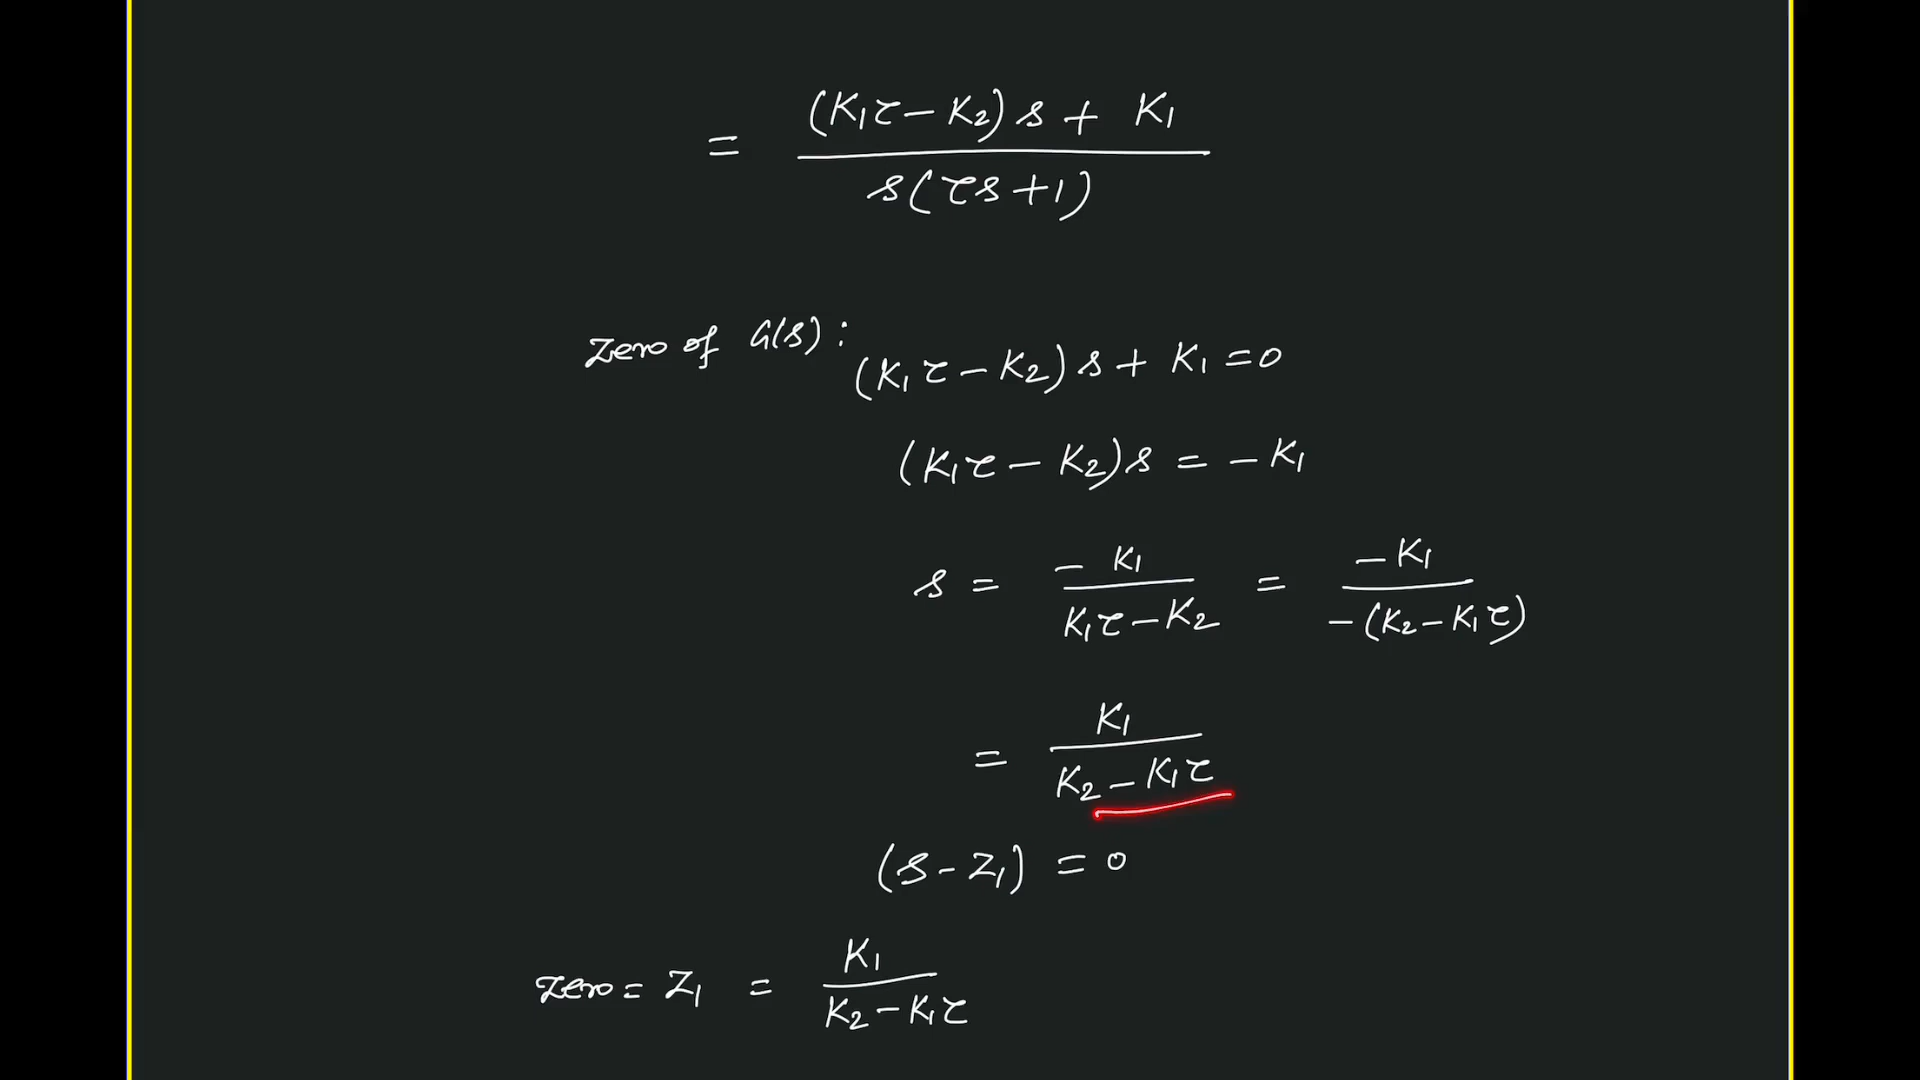 = (K₁τ − K₂) s + K₁ / s(τs + 1)
Zero of G(s) : (K₁τ − K₂) s + K₁ = 0
(K₁τ − K₂) s = − K₁
s = − K₁ / K₁τ − K₂ = − K₁ / − (K₂ − K₁τ)
= K₁ / K₂ − K₁τ
(s − Z₁) = 0
Zero = Z₁ = K₁ / K₂ − K₁τ